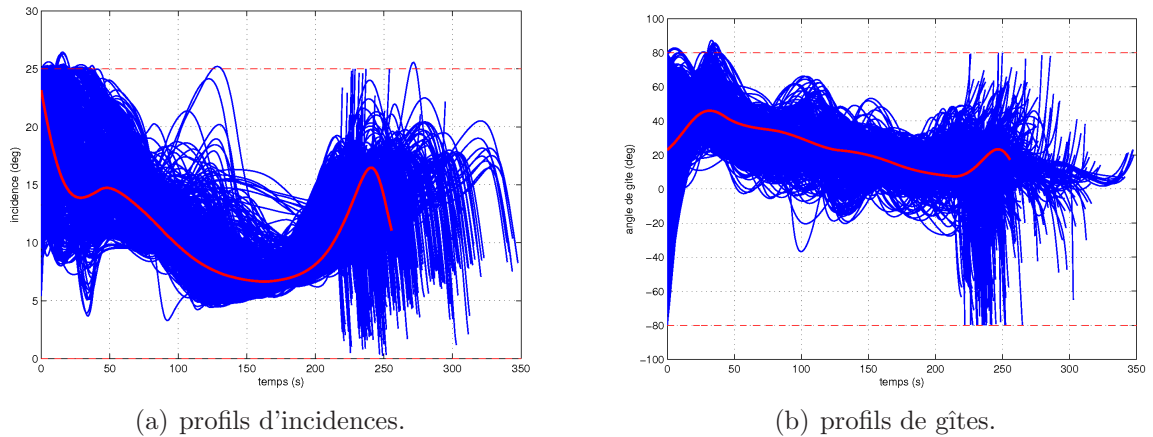 30
25
20
15
10
5
0
incidence (deg)
0 50 100 150 200 250 300 350
temps (s)
(a) profils d'incidences.
100
80
60
40
20
0
−20
−40
−60
−80
−100
angle de gîte (deg)
0 50 100 150 200 250 300 350
temps (s)
(b) profils de gîtes.